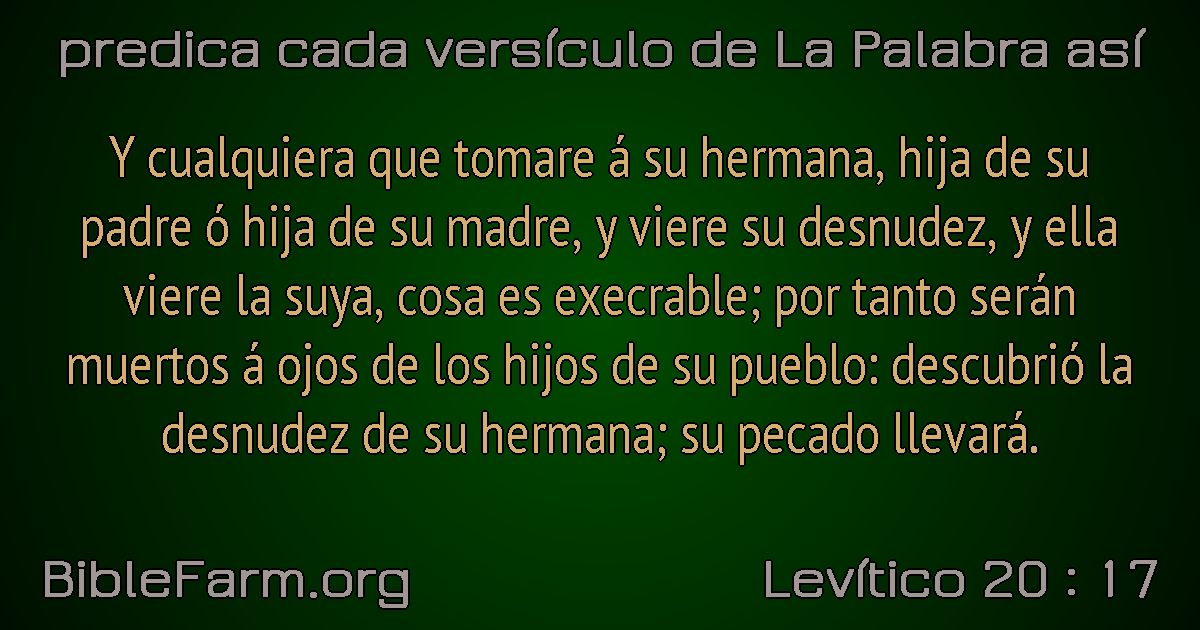 predica cada versículo de La Palabra así
Y cualquiera que tomare á su hermana, hija de su
padre ó hija de su madre, y viere su desnudez, y ella
viere la suya, cosa es execrable; por tanto serán
muertos á ojos de los hijos de su pueblo: descubrió la
desnudez de su hermana; su pecado llevará.
BibleFarm.org
Levítico 20 : 17